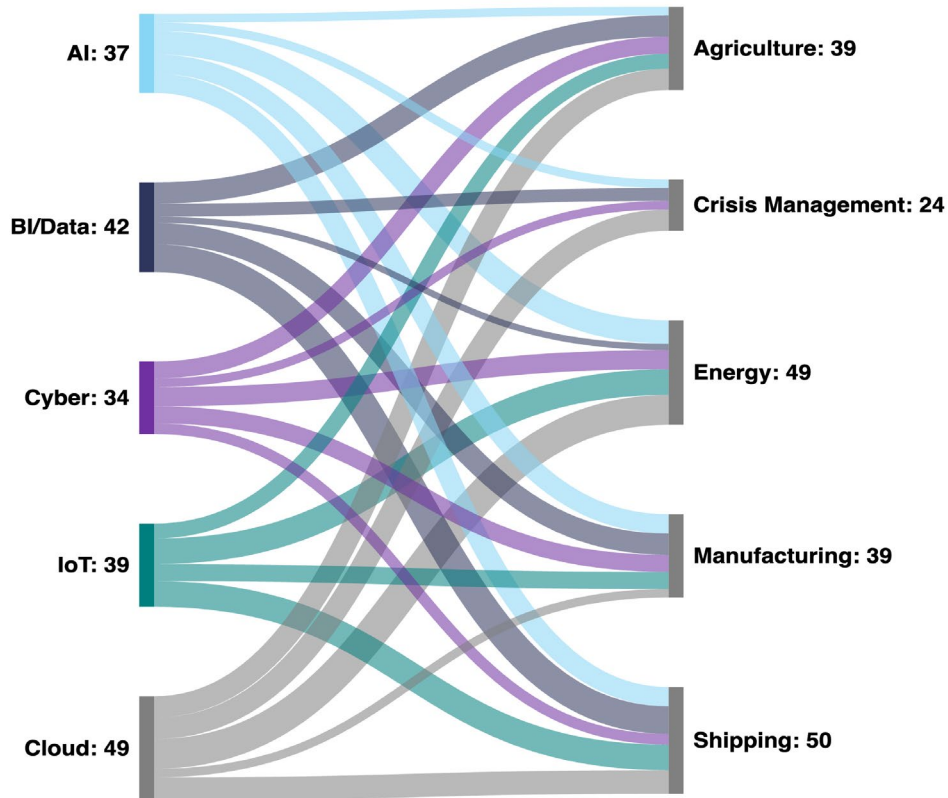 AI: 37
BI/Data: 42
Cyber: 34
IoT: 39
Cloud: 49
Agriculture: 39
Crisis Management: 24
Energy: 49
Manufacturing: 39
Shipping: 50